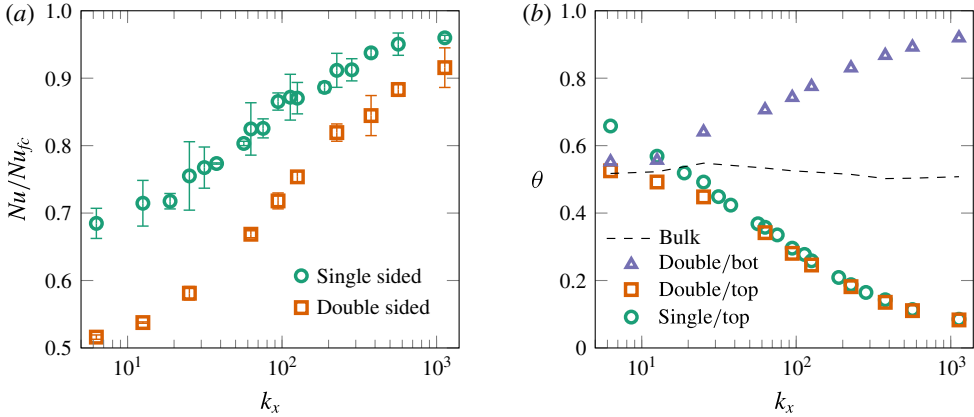 (a)
1.0
0.9
0.8
0.7
0.6
0.5
Nu/Nu_fc
10^1
10^2
10^3
k_x
Single sided
Double sided
(b)
1.0
0.8
0.6
0.4
0.2
0
θ
10^1
10^2
10^3
k_x
Bulk
Double/bot
Double/top
Single/top